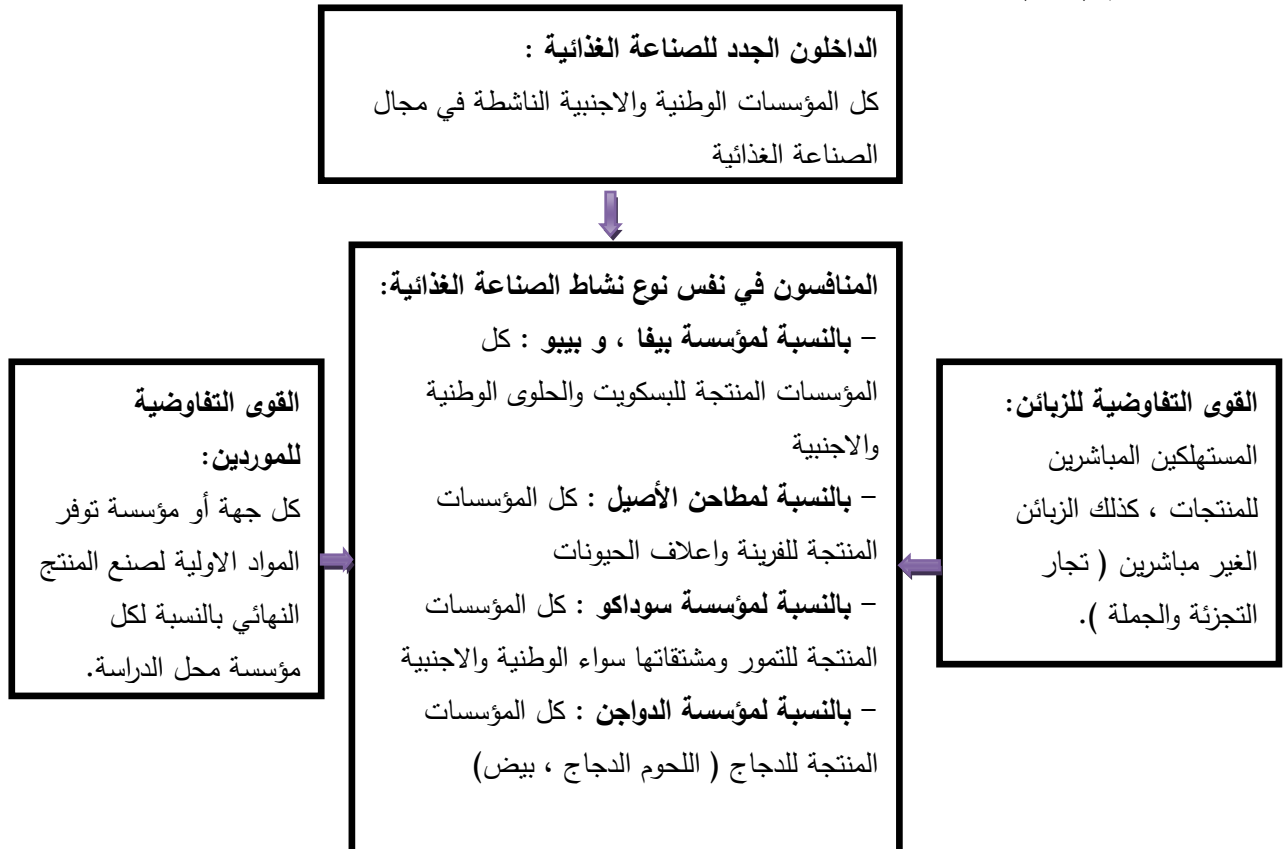 الداخلون الجدد للصناعة الغذائية :
كل المؤسسات الوطنية والاجنبية الناشطة في مجال
الصناعة الغذائية
المنافسون في نفس نوع نشاط الصناعة الغذائية:
– بالنسبة لمؤسسة بيفا ، و بيبو : كل
المؤسسات المنتجة للبسكويت والحلوى الوطنية
والاجنبية
– بالنسبة لمطاحن الأصيل : كل المؤسسات
المنتجة للفرينة واعلاف الحيونات
– بالنسبة لمؤسسة سوداكو : كل المؤسسات
المنتجة للتمور ومشتقاتها سواء الوطنية والاجنبية
– بالنسبة لمؤسسة الدواجن : كل المؤسسات
المنتجة للدجاج ( اللحوم الدجاج ، بيض)
القوى التفاوضية للزبائن:
المستهلكين المباشرين
للمنتجات ، كذلك الزبائن
الغير مباشرين ( تجار
التجزئة والجملة ).
القوى التفاوضية
للموردين:
كل جهة أو مؤسسة توفر
المواد الاولية لصنع المنتج
النهائي بالنسبة لكل
مؤسسة محل الدراسة.